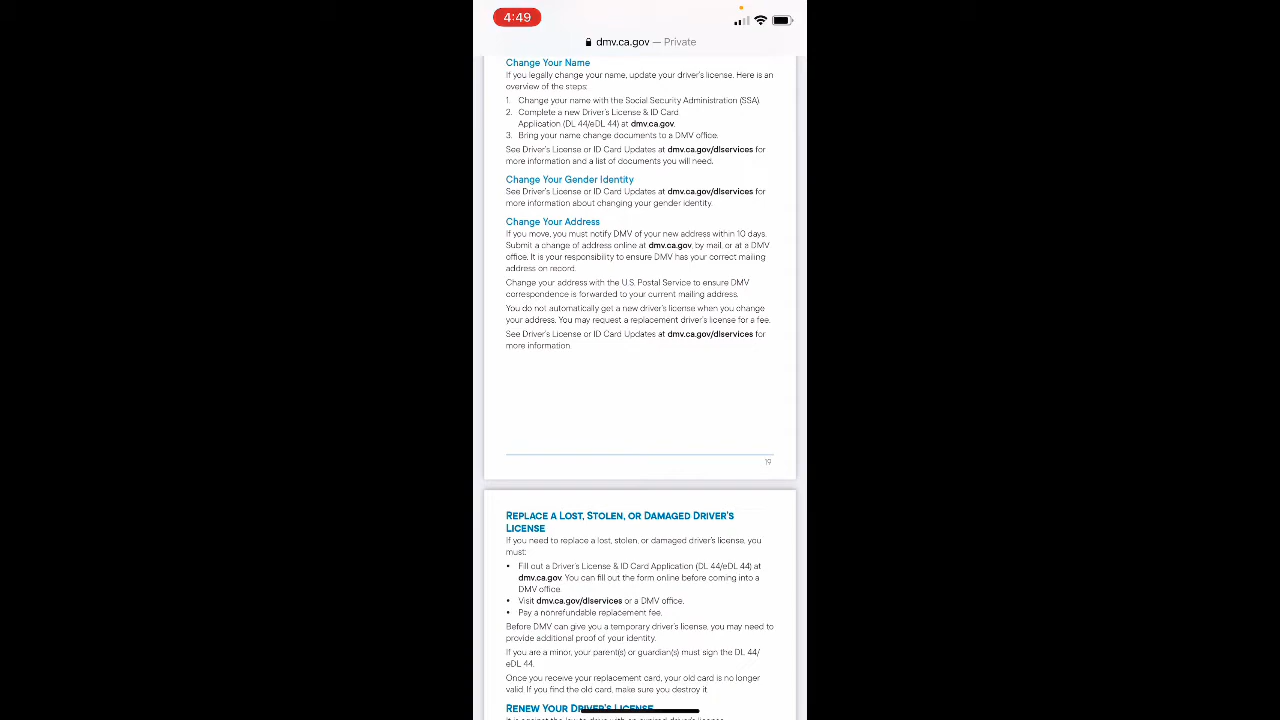 4:49
dmv.ca.gov — Private
Change Your Name
If you legally change your name, update your driver's license. Here is an
overview of the steps:
1. Change your name with the Social Security Administration (SSA)
2. Complete a new Driver's License & ID Card
Application (DL 44/eDL 44) at dmv.ca.gov.
3. Bring your name change documents to a DMV office.
See Driver's License or ID Card Updates at dmv.ca.gov/dlservices for
more information and a list of documents you will need.
Change Your Gender Identity
See Driver's License or ID Card Updates at dmv.ca.gov/dlservices for
more information about changing your gender identity.
Change Your Address
If you move, you must notify DMV of your new address within 10 days.
Submit a change of address online at dmv.ca.gov, by mail, or at a DMV
office. It is your responsibility to ensure DMV has your correct mailing
address on record.
Change your address with the U.S. Postal Service to ensure DMV
correspondence is forwarded to your current mailing address.
You do not automatically get a new driver's license when you change
your address. You may request a replacement driver's license for a fee.
See Driver's License or ID Card Updates at dmv.ca.gov/dlservices for
more information
19
REPLACE A LOST, STOLEN, OR DAMAGED DRIVER'S
LICENSE
If you need to replace a lost, stolen, or damaged driver's license, you
must:
• Fill out a Driver's License & ID Card Application (DL 44/eDL 44) at
dmv.ca.gov. You can fill out the form online before coming into a
DMV office.
• Visit dmv.ca.gov/dlservices or a DMV office.
• Pay a nonrefundable replacement fee.
Before DMV can give you a temporary driver's license, you may need to
provide additional proof of your identity.
If you are a minor, your parent(s) or guardian(s) must sign the DL 44/
eDL 44.
Once you receive your replacement card, your old card is no longer
valid. If you find the old card, make sure you destroy it
RENEW YOUR DRIVER'S LICENSE
It is against the law to drive with an expired driver's license.